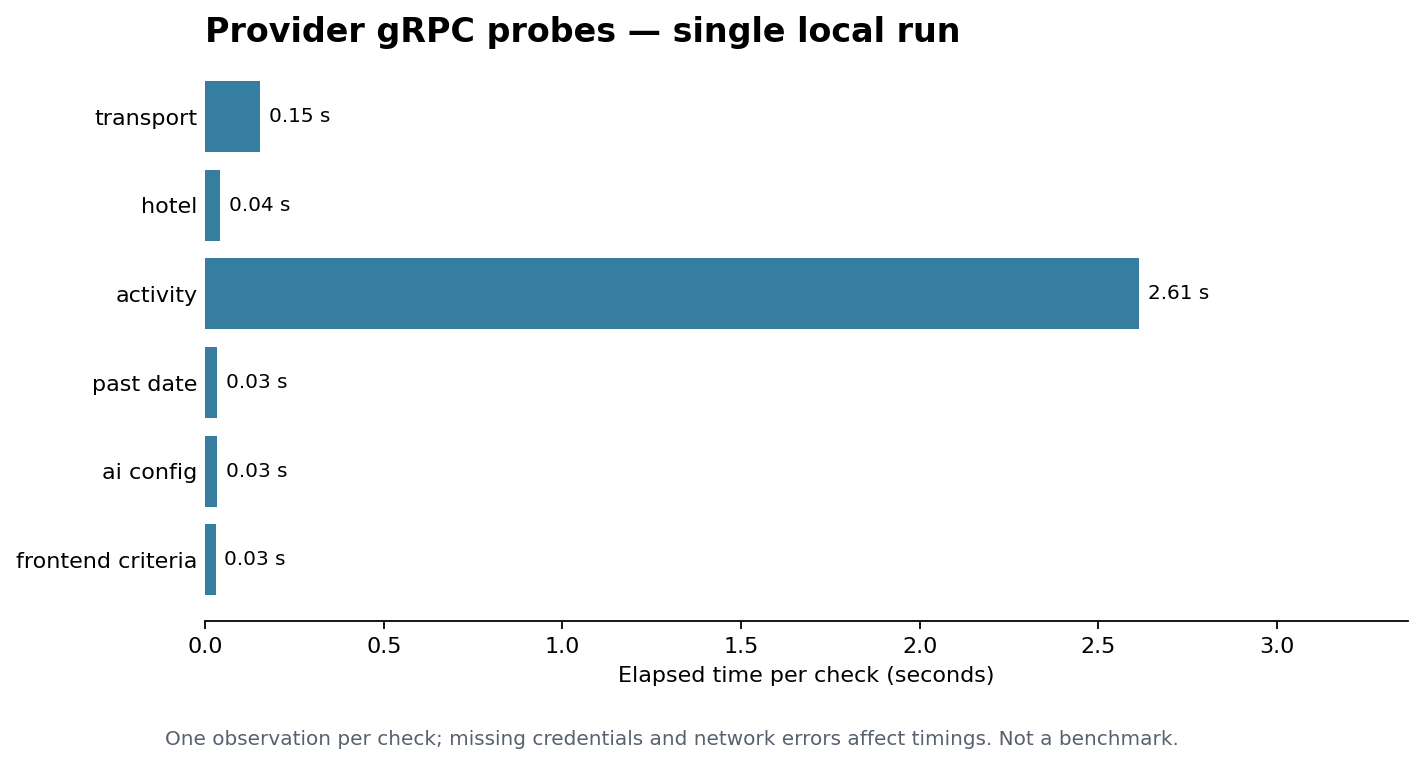 Provider gRPC probes — single local run
transport 0.15 s
hotel 0.04 s
activity 2.61 s
past date 0.03 s
ai config 0.03 s
frontend criteria 0.03 s
0.0 0.5 1.0 1.5 2.0 2.5 3.0
Elapsed time per check (seconds)
One observation per check; missing credentials and network errors affect timings. Not a benchmark.